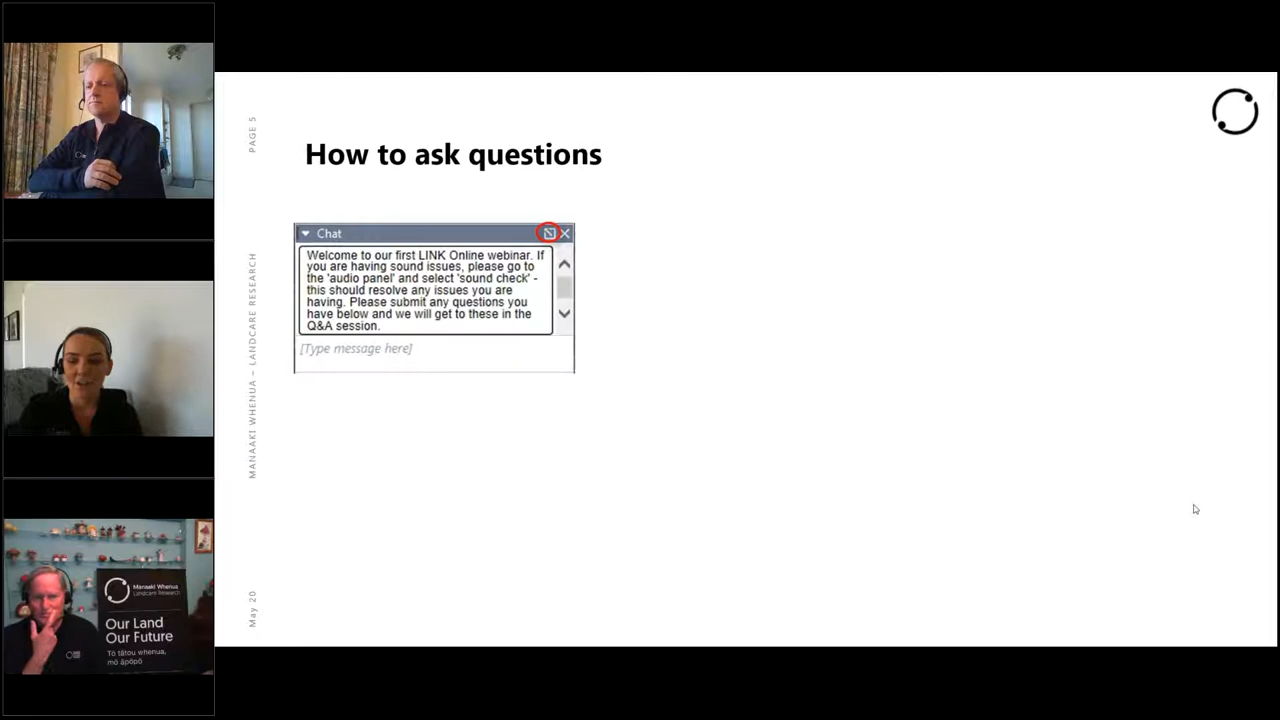 PAGE 5
How to ask questions
Chat
Welcome to our first LINK Online webinar. If
you are having sound issues, please go to
the 'audio panel' and select 'sound check' -
this should resolve any issues you are
having. Please submit any questions you
have below and we will get to these in the
Q&A session.
[Type message here]
MANAAKI WHENUA – LANDCARE RESEARCH
May 20
Manaaki Whenua
Landcare Research
Our Land
Our Future
Tō tātou whenua,
mō āpōpō